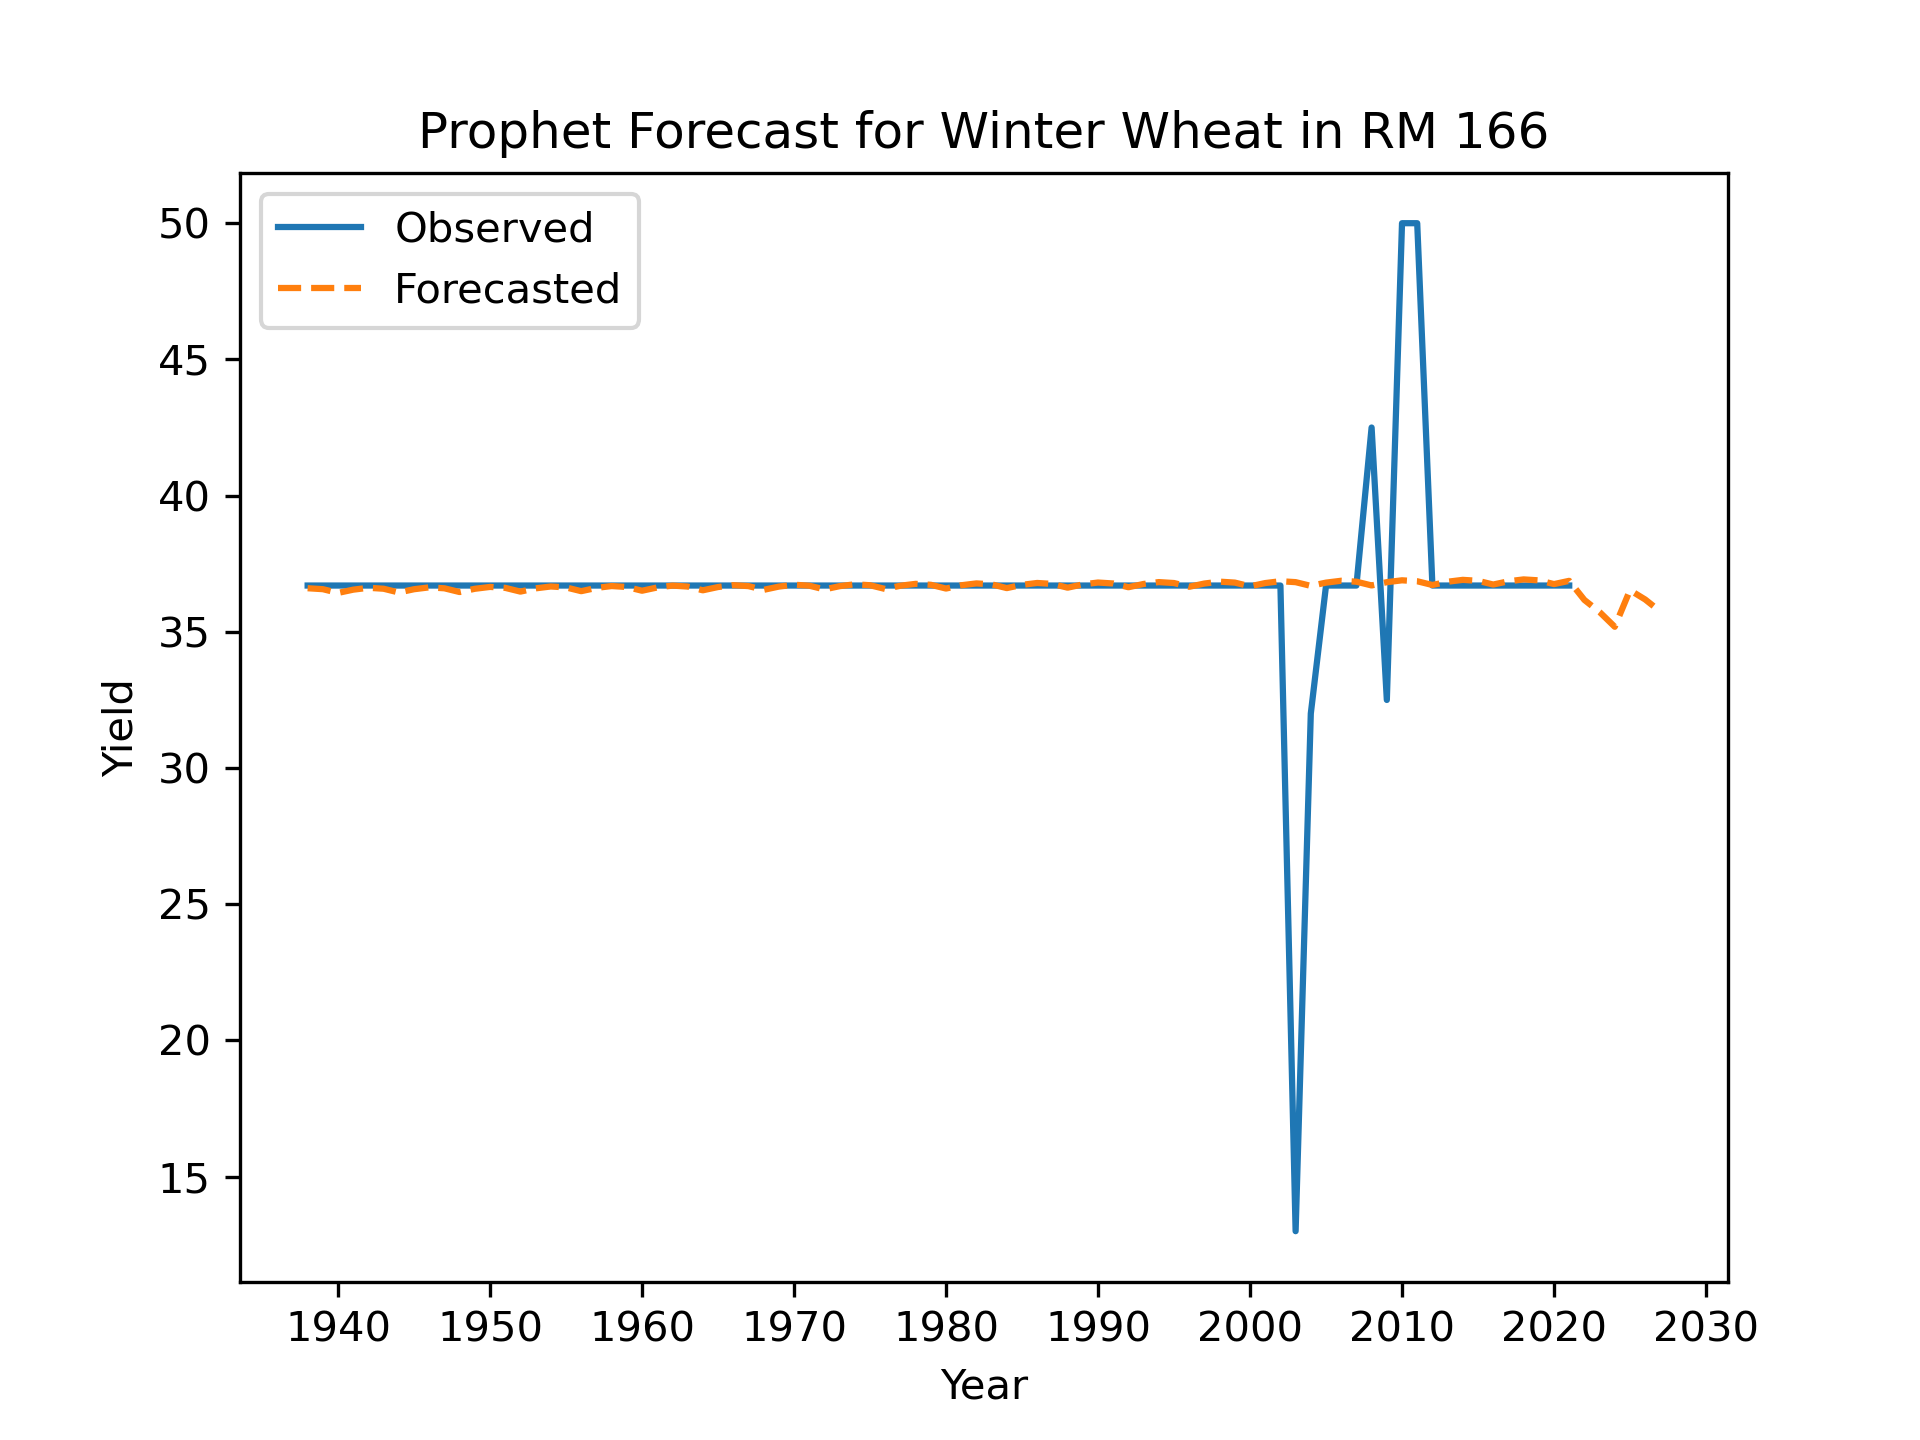 Prophet Forecast for Winter Wheat in RM 166
Observed
Forecasted
50
45
40
35
30
25
20
15
Yield
1940 1950 1960 1970 1980 1990 2000 2010 2020 2030
Year